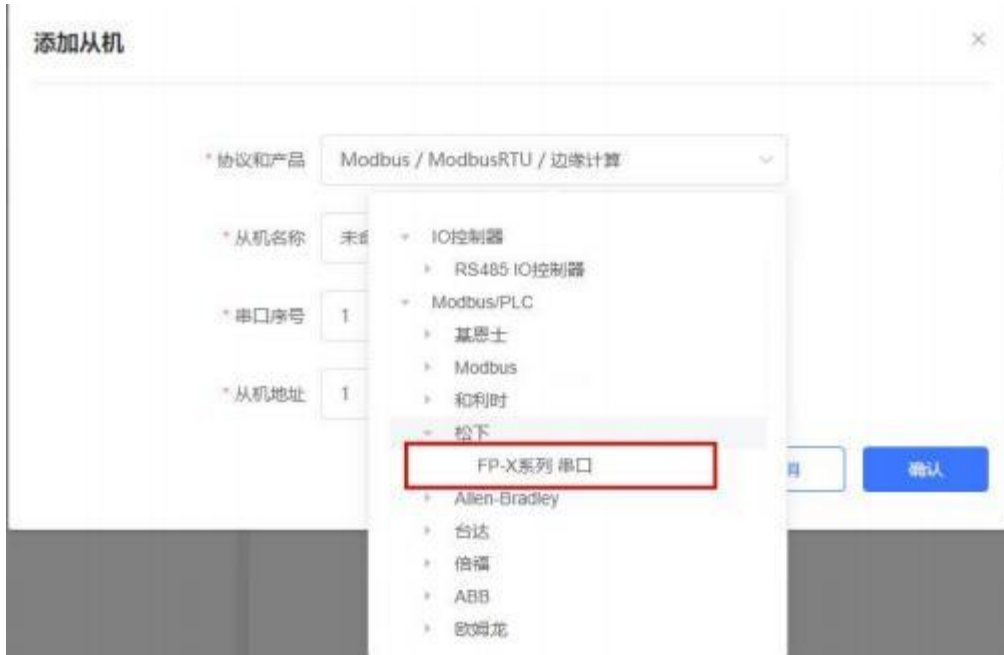 添加从机
*协议和产品 Modbus / ModbusRTU / 边缘计算
*从机名称 未
IO控制器
RS485 IO控制器
*串口序号 1
Modbus/PLC
基恩士
Modbus
*从机地址 1
和利时
松下
FP-X系列 串口
确认
Allen-Bradley
台达
倍福
ABB
欧姆龙